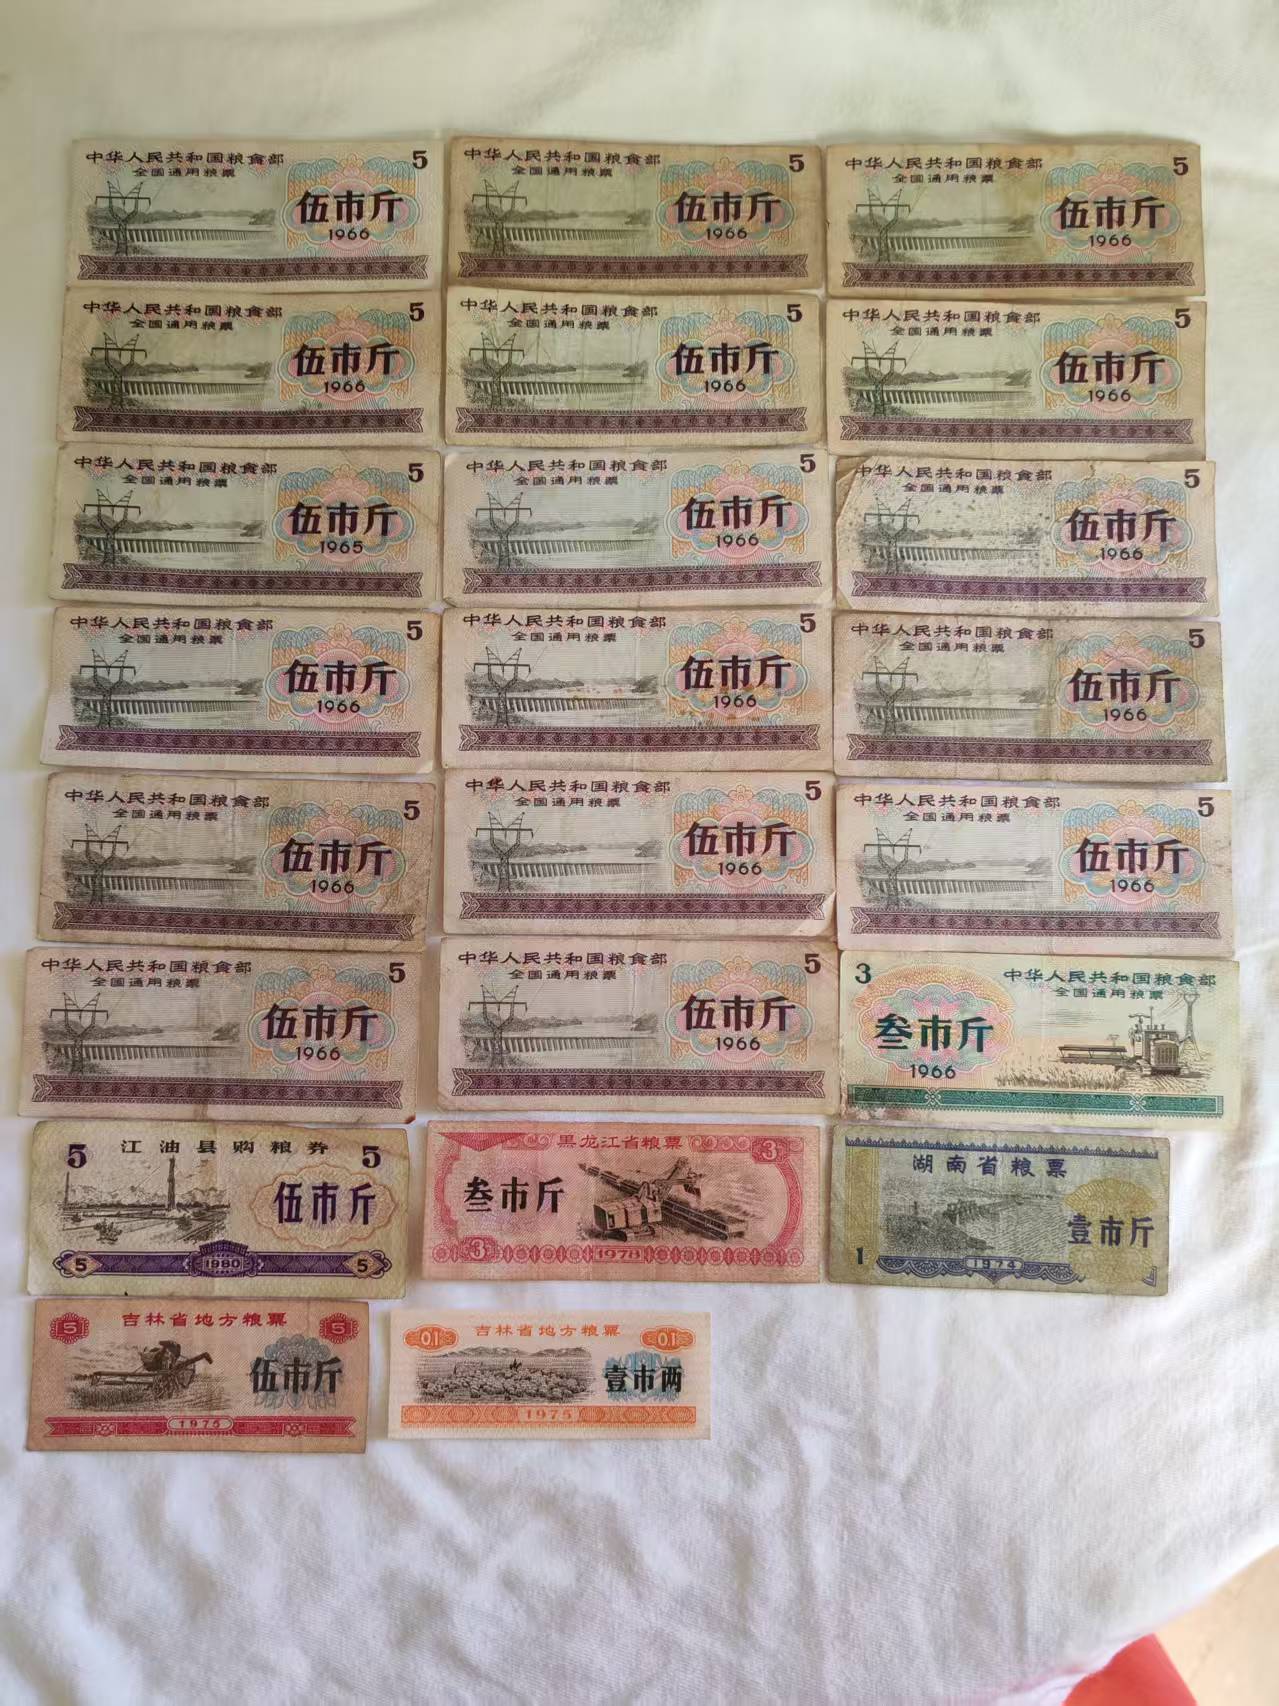 中华人民共和国粮食部 5
全国通用粮票
伍市斤
1966
中华人民共和国粮食部 5
全国通用粮票
伍市斤
1966
中华人民共和国粮食部 5
全国通用粮票
伍市斤
1966
中华人民共和国粮食部 5
全国通用粮票
伍市斤
1966
中华人民共和国粮食部 5
全国通用粮票
伍市斤
1966
中华人民共和国粮食部 5
全国通用粮票
伍市斤
1966
中华人民共和国粮食部 5
全国通用粮票
伍市斤
1965
中华人民共和国粮食部 5
全国通用粮票
伍市斤
1966
中华人民共和国粮食部 5
全国通用粮票
伍市斤
1966
中华人民共和国粮食部 5
全国通用粮票
伍市斤
1966
中华人民共和国粮食部 5
全国通用粮票
伍市斤
1966
中华人民共和国粮食部 5
全国通用粮票
伍市斤
1966
中华人民共和国粮食部 5
全国通用粮票
伍市斤
1966
中华人民共和国粮食部 5
全国通用粮票
伍市斤
1966
中华人民共和国粮食部 5
全国通用粮票
伍市斤
1966
中华人民共和国粮食部 5
全国通用粮票
伍市斤
1966
中华人民共和国粮食部 5
全国通用粮票
伍市斤
1966
3 中华人民共和国粮食部
全国通用粮票
叁市斤
1966
5 江油县购粮券 5
伍市斤
5 1980 5
黑龙江省粮票 3
叁市斤
3 1978
湖南省粮票
壹市斤
1 1974
吉林省地方粮票
5 5
伍市斤
1975
0.1 吉林省地方粮票 0.1
壹市两
1975